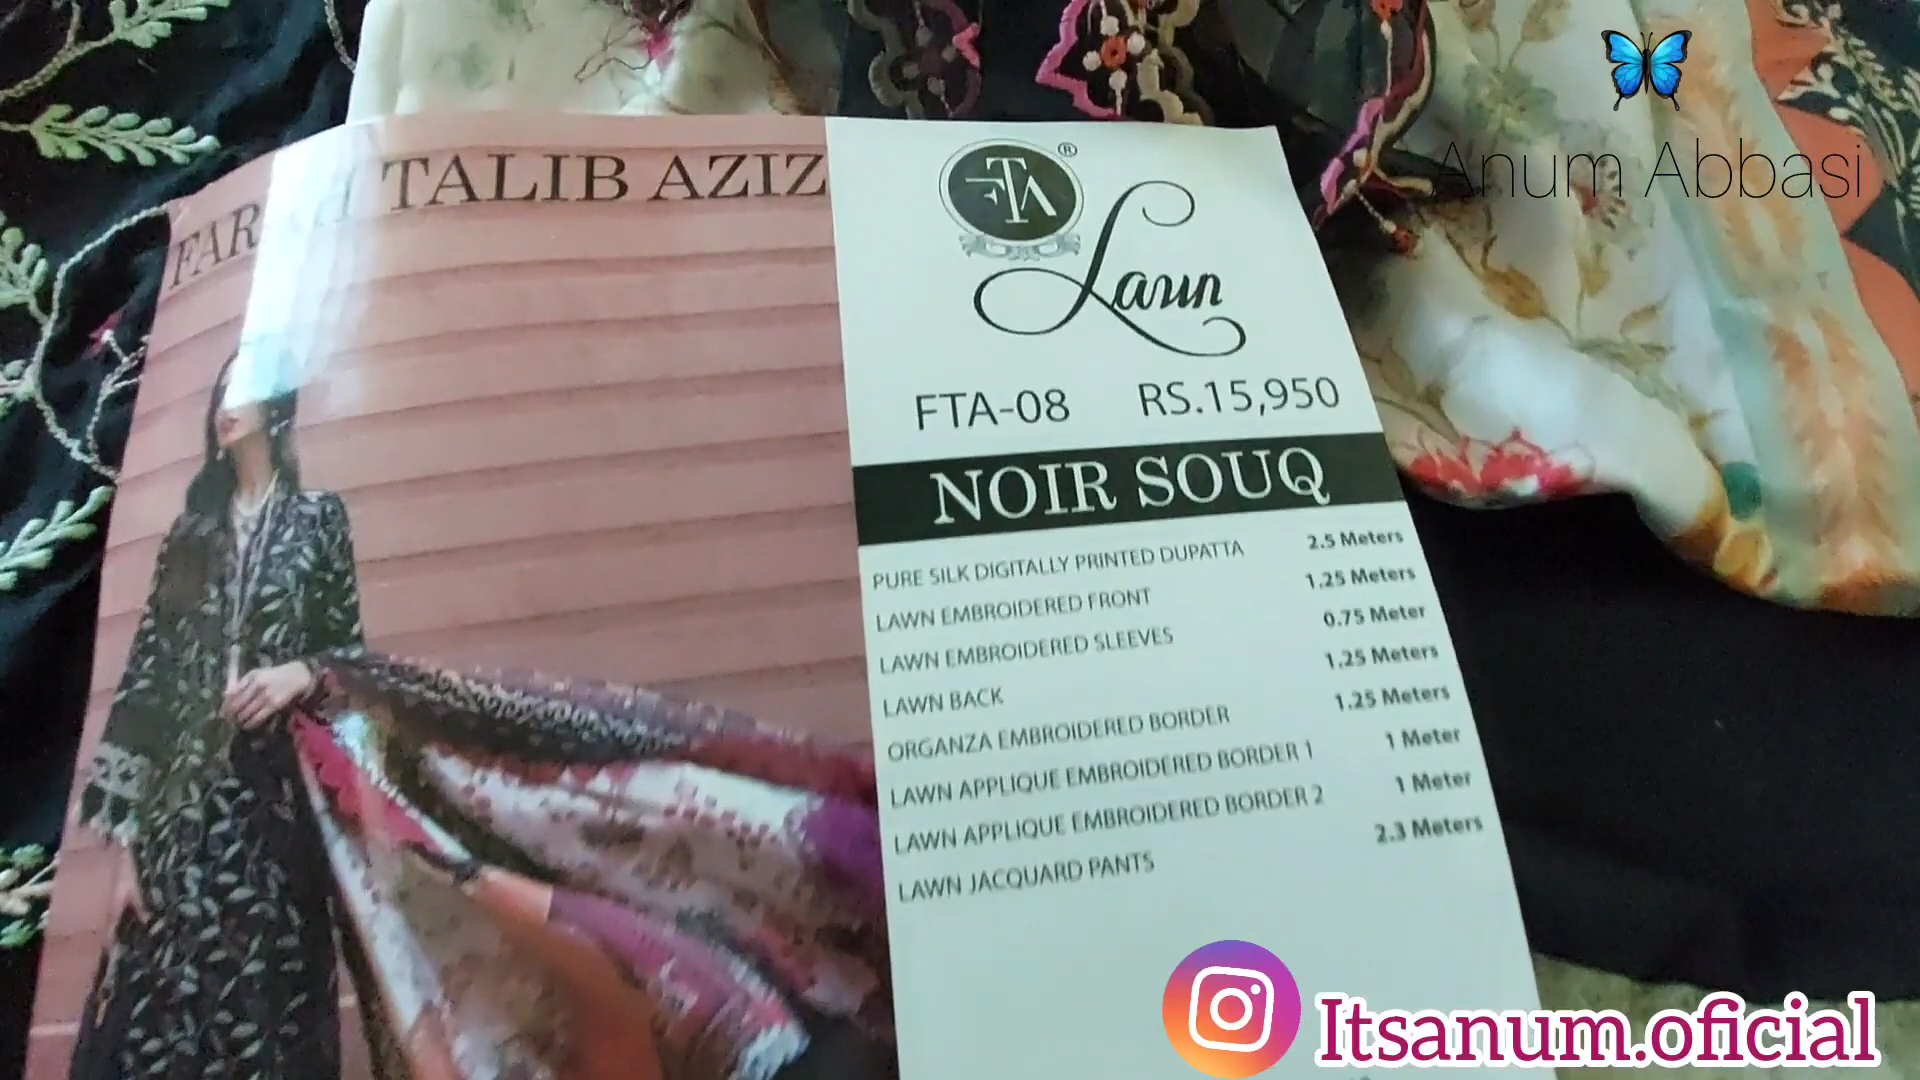 Anum Abbasi
FARAH TALIB AZIZ
FTA
®
Lawn
FTA-08 RS.15,950
NOIR SOUQ
PURE SILK DIGITALLY PRINTED DUPATTA 2.5 Meters
LAWN EMBROIDERED FRONT 1.25 Meters
LAWN EMBROIDERED SLEEVES 0.75 Meter
LAWN BACK 1.25 Meters
ORGANZA EMBROIDERED BORDER 1.25 Meters
LAWN APPLIQUE EMBROIDERED BORDER 1 1 Meter
LAWN APPLIQUE EMBROIDERED BORDER 2 1 Meter
LAWN JACQUARD PANTS 2.3 Meters
Itsanum.oficial